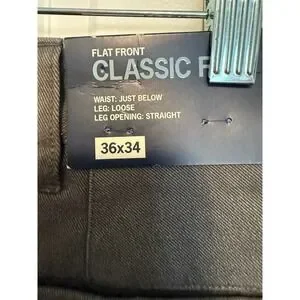 FLAT FRONT
CLASSIC F
WAIST: JUST BELOW
LEG: LOOSE
LEG OPENING: STRAIGHT
36x34